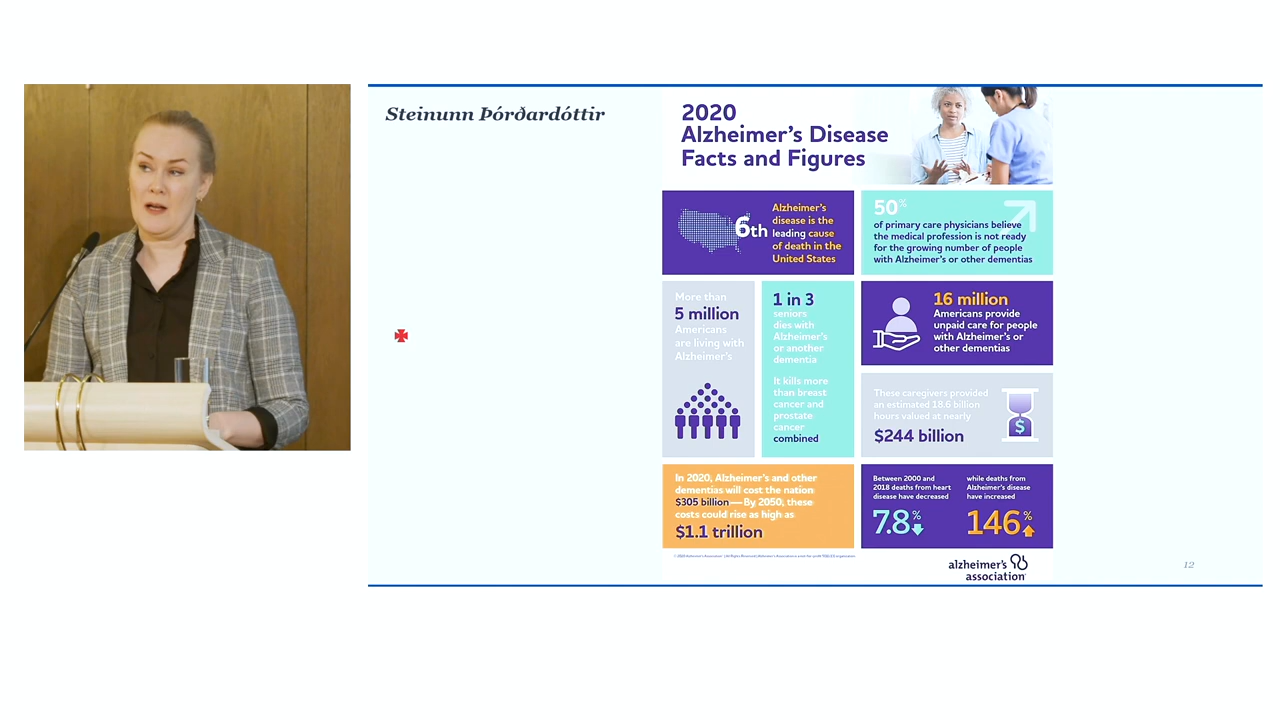 Steinunn Þórðardóttir
2020
Alzheimer's Disease
Facts and Figures
6th
Alzheimer's
disease is the
leading cause
of death in the
United States
50%
of primary care physicians believe
the medical profession is not ready
for the growing number of people
with Alzheimer's or other dementias
More than
5 million
Americans
are living with
Alzheimer's
1 in 3
seniors
dies with
Alzheimer's
or another
dementia
It kills more
than breast
cancer and
prostate
cancer
combined
16 million
Americans provide
unpaid care for people
with Alzheimer's or
other dementias
These caregivers provided
an estimated 18.6 billion
hours valued at nearly
$244 billion
$
In 2020, Alzheimer's and other
dementias will cost the nation
$305 billion—By 2050, these
costs could rise as high as
$1.1 trillion
Between 2000 and
2018 deaths from heart
disease have decreased
7.8%
while deaths from
Alzheimer's disease
have increased
146%
alzheimer's
association
12